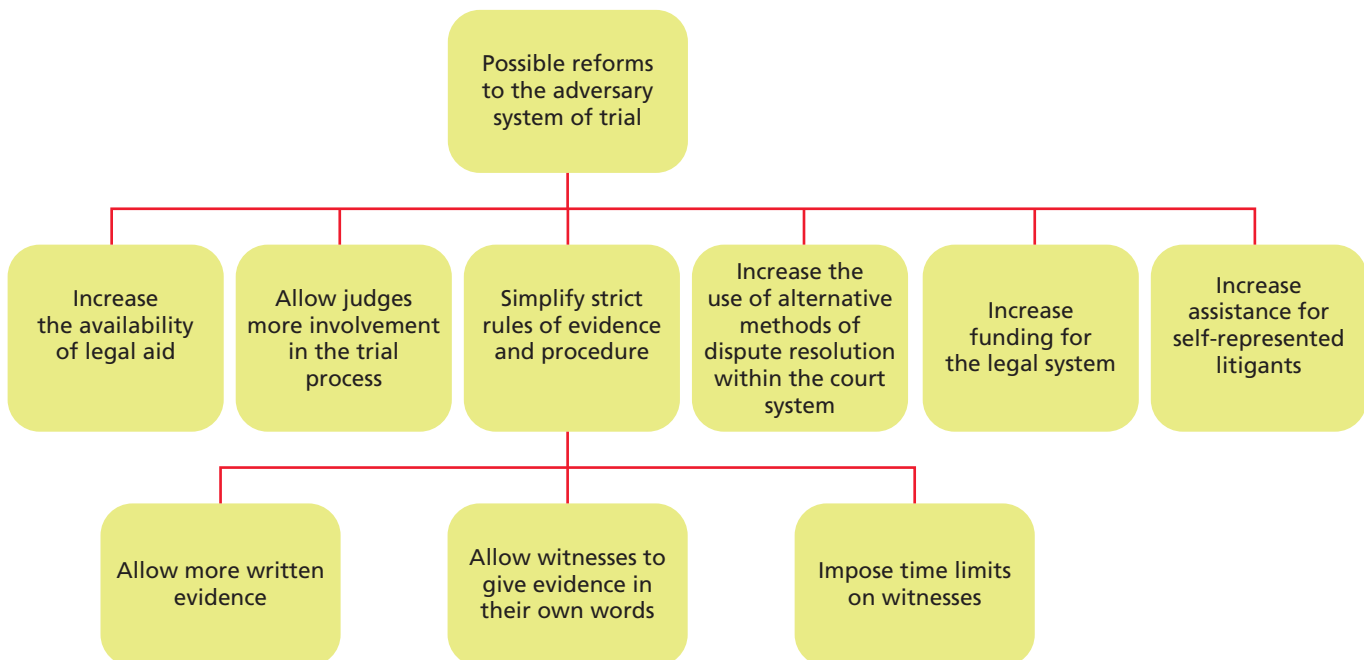 Possible reforms
to the adversary
system of trial
Increase
the availability
of legal aid
Allow judges
more involvement
in the trial
process
Simplify strict
rules of evidence
and procedure
Increase the
use of alternative
methods of
dispute resolution
within the court
system
Increase
funding for
the legal system
Increase
assistance for
self-represented
litigants
Allow more written
evidence
Allow witnesses to
give evidence in
their own words
Impose time limits
on witnesses